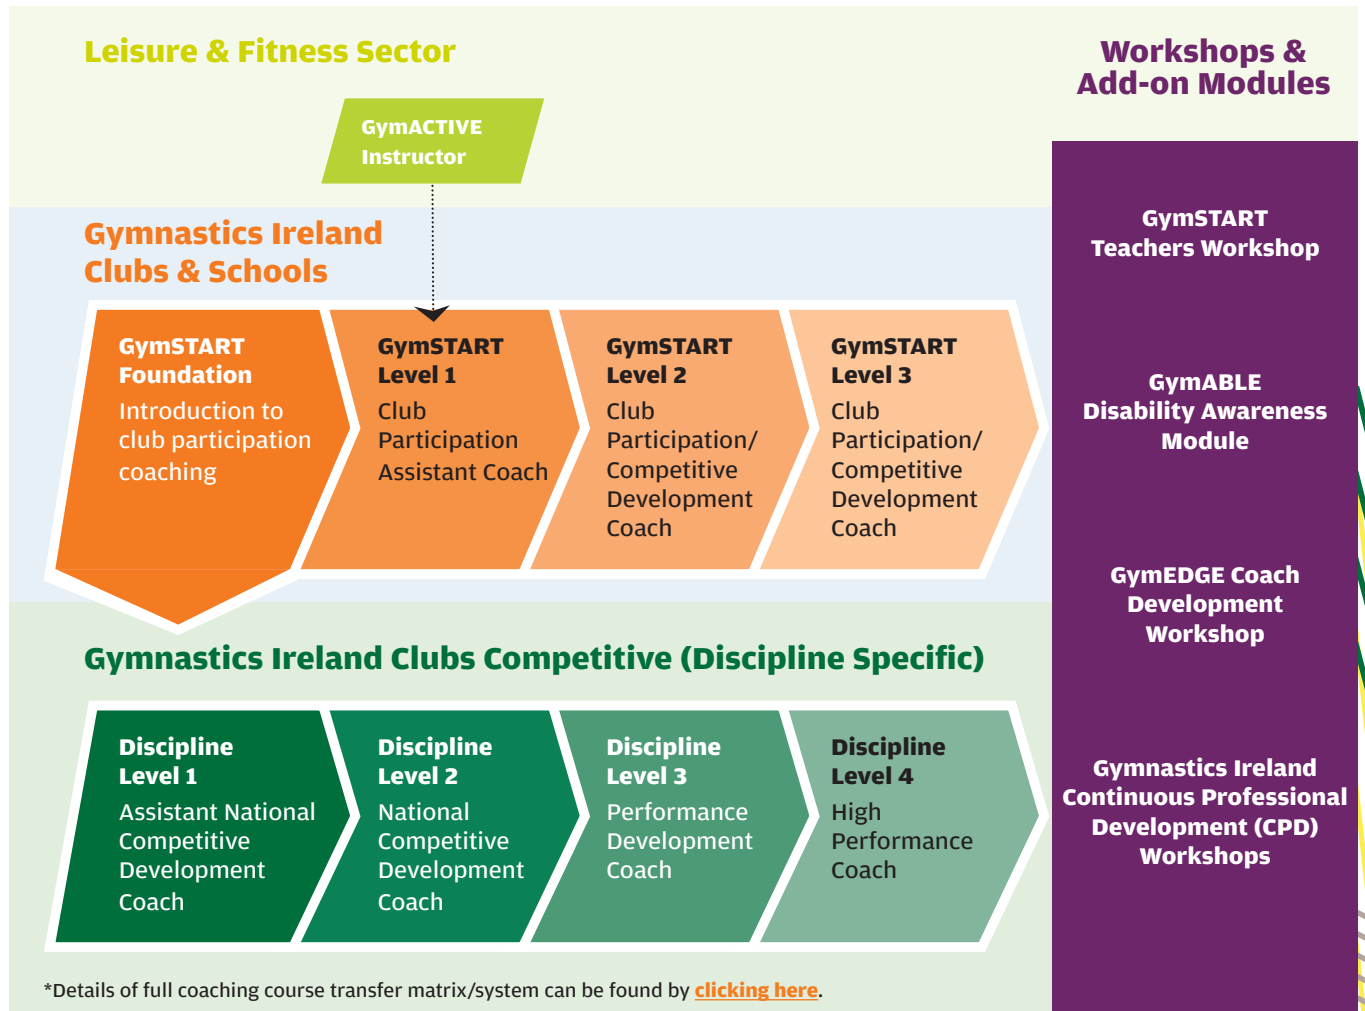 Leisure & Fitness Sector
GymACTIVE
Instructor
Gymnastics Ireland
Clubs & Schools
GymSTART
Foundation
Introduction to
club participation
coaching
GymSTART
Level 1
Club
Participation
Assistant Coach
GymSTART
Level 2
Club
Participation/
Competitive
Development
Coach
GymSTART
Level 3
Club
Participation/
Competitive
Development
Coach
Gymnastics Ireland Clubs Competitive (Discipline Specific)
Discipline
Level 1
Assistant National
Competitive
Development
Coach
Discipline
Level 2
National
Competitive
Development
Coach
Discipline
Level 3
Performance
Development
Coach
Discipline
Level 4
High
Performance
Coach
*Details of full coaching course transfer matrix/system can be found by clicking here.
Workshops &
Add-on Modules
GymSTART
Teachers Workshop
GymABLE
Disability Awareness
Module
GymEDGE Coach
Development
Workshop
Gymnastics Ireland
Continuous Professional
Development (CPD)
Workshops